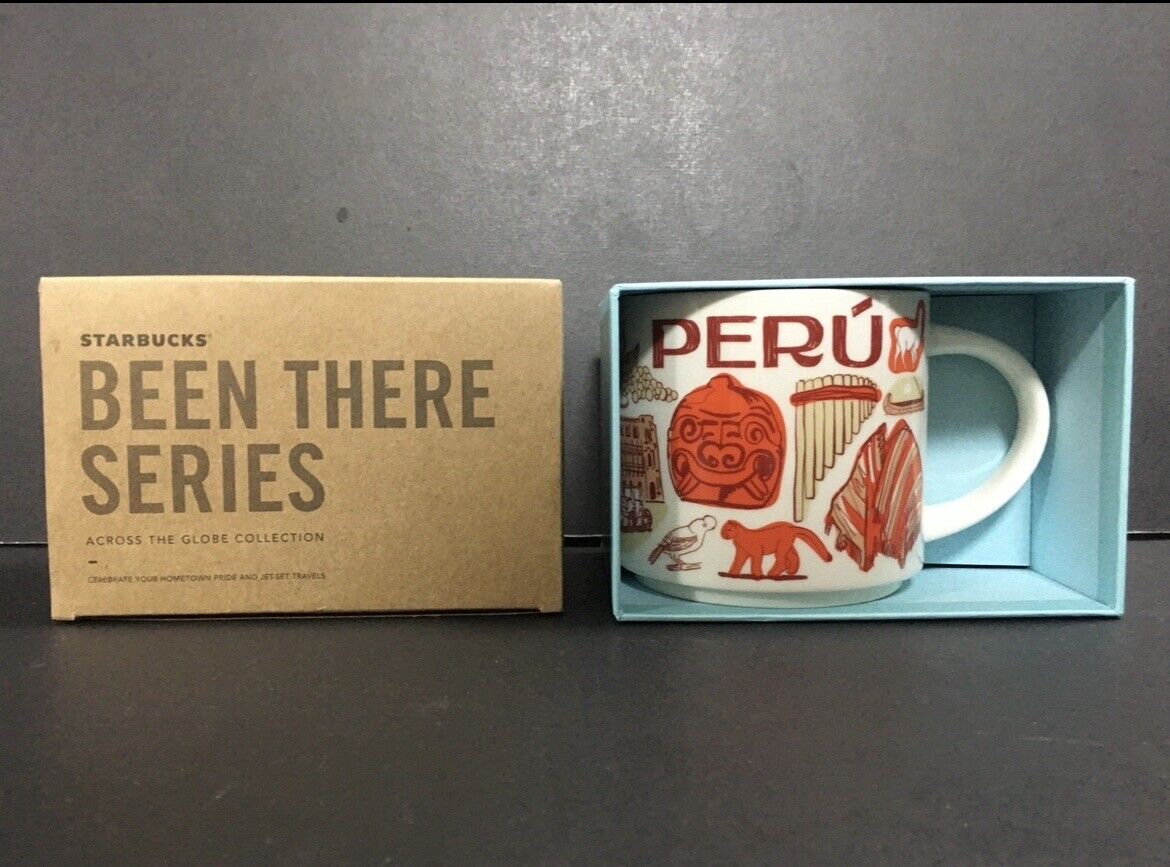 STARBUCKS®
BEEN THERE
SERIES
ACROSS THE GLOBE COLLECTION
CELEBRATE YOUR HOMETOWN PRIDE AND JET-SET TRAVELS
PERÚ